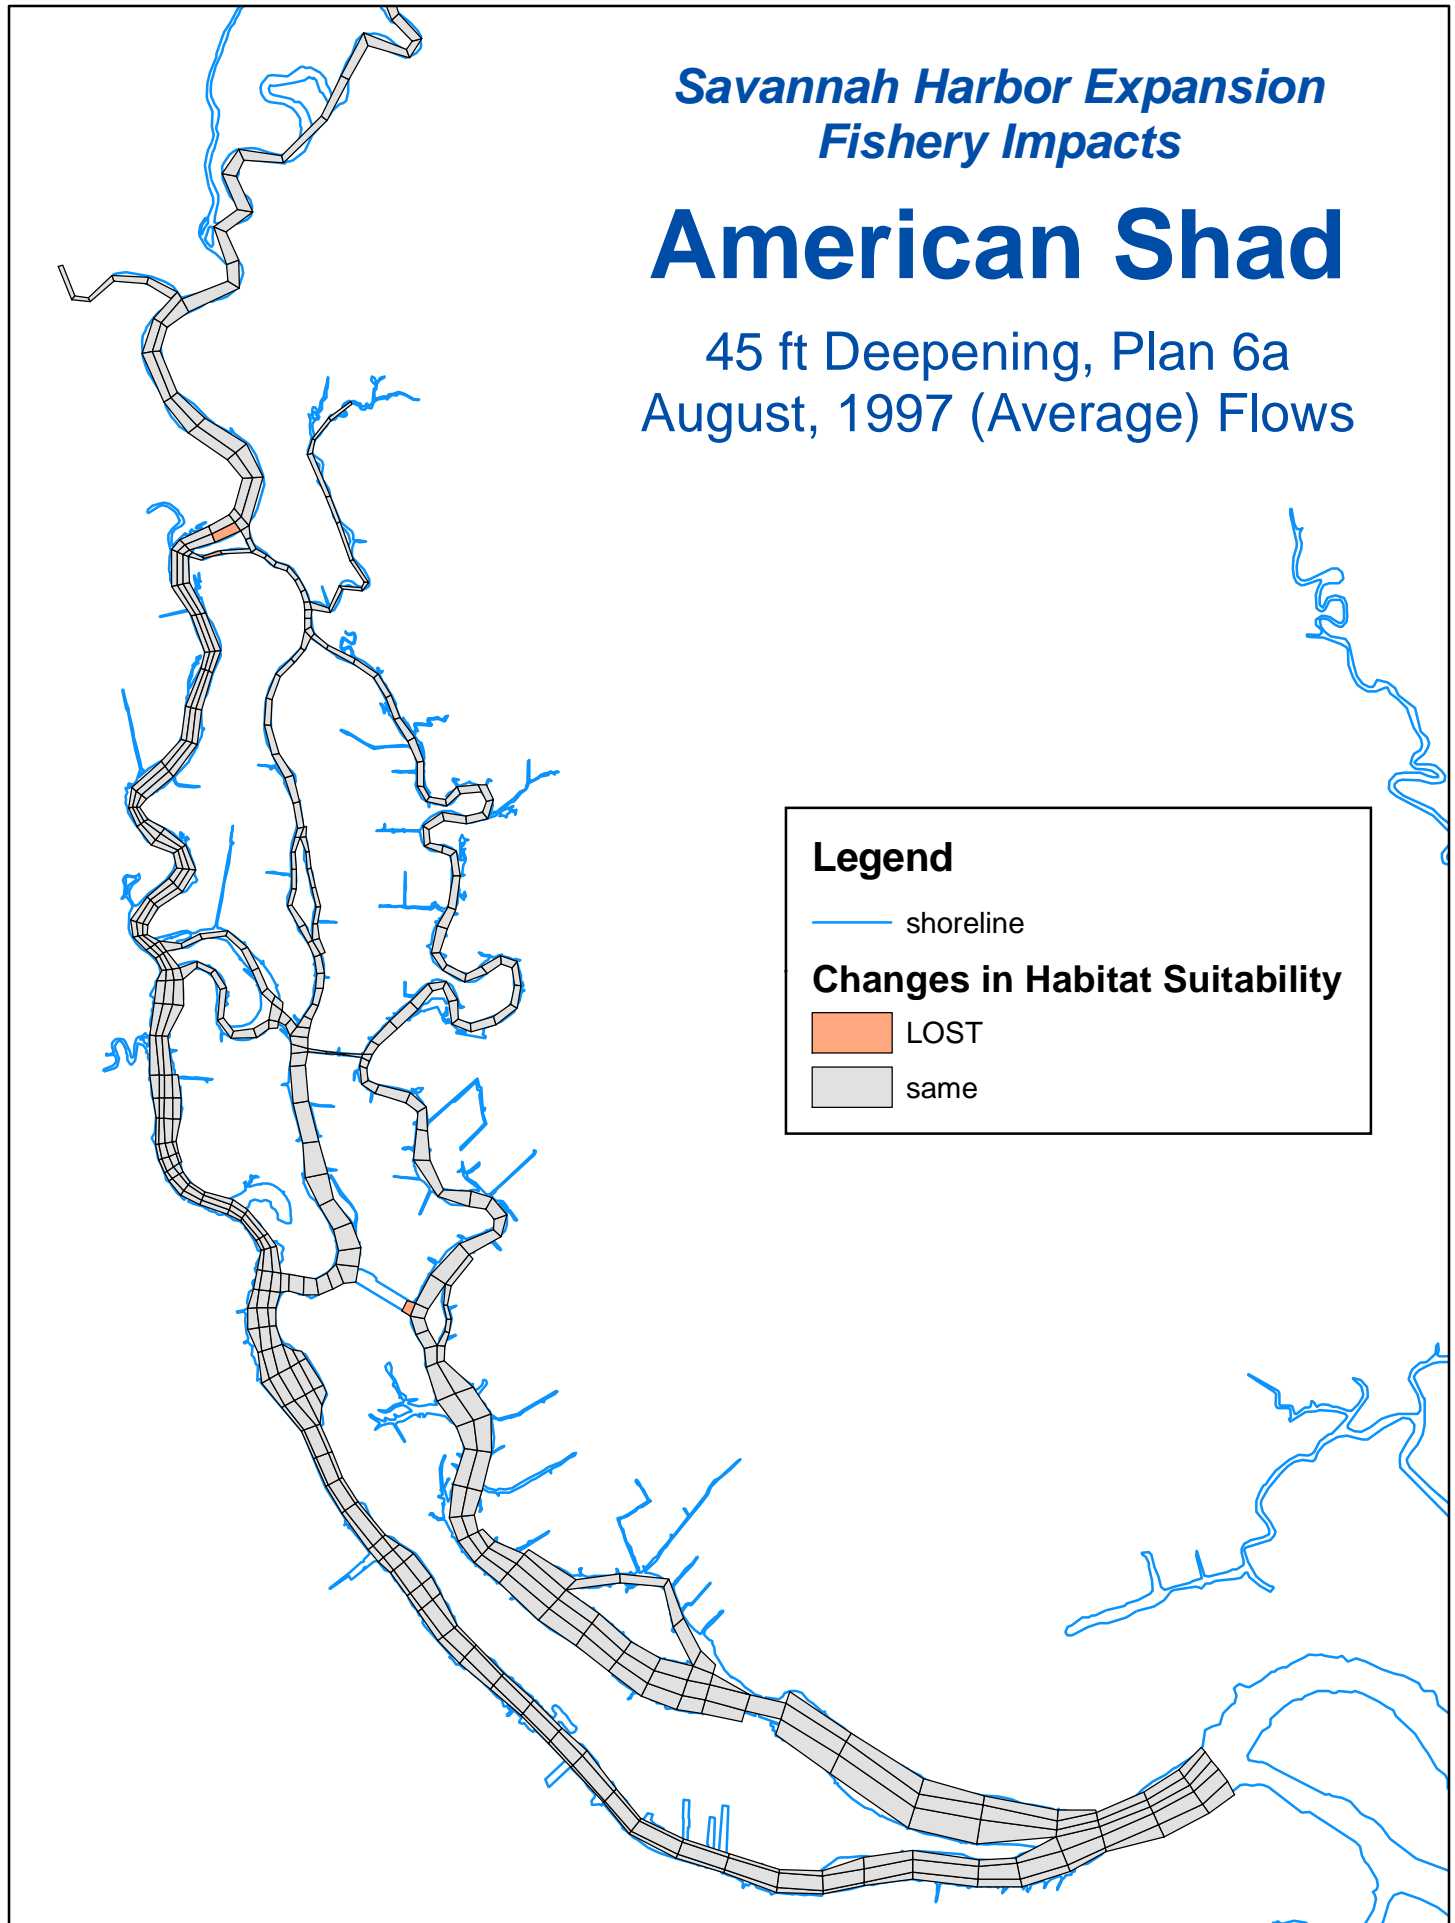 Savannah Harbor Expansion
Fishery Impacts
American Shad
45 ft Deepening, Plan 6a
August, 1997 (Average) Flows
Legend
shoreline
Changes in Habitat Suitability
LOST
same